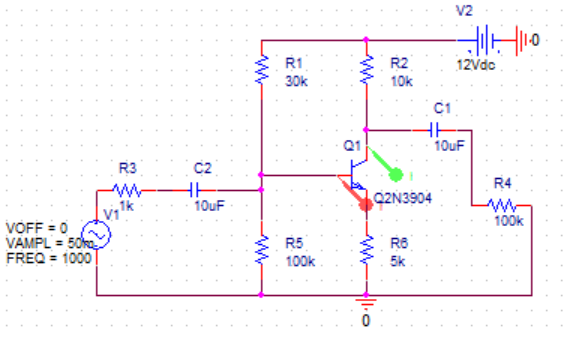 V2
0
12Vdc
R1
30k
R2
10k
C1
10uF
Q1
Q2N3904
R3
1k
C2
10uF
R4
100k
V1
VOFF = 0
VAMPL = 50m
FREQ = 1000
R5
100k
R6
5k
0